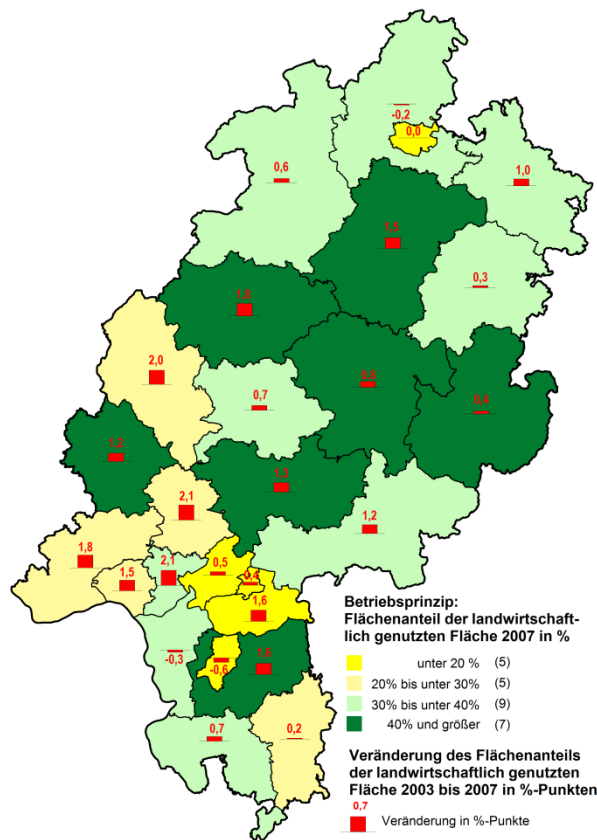 -0,2
0,0
0,6
1,0
1,5
0,3
1,8
2,0
0,8
0,7
0,4
1,2
1,3
2,1
1,2
1,8
2,1
0,5
1,5
0,4
1,6
-0,3
-0,6
1,6
0,7
0,2
Betriebsprinzip:
Flächenanteil der landwirtschaft-
lich genutzten Fläche 2007 in %
unter 20 % (5)
20% bis unter 30% (5)
30% bis unter 40% (9)
40% und größer (7)
Veränderung des Flächenanteils
der landwirtschaftlich genutzten
Fläche 2003 bis 2007 in %-Punkten
0,7
Veränderung in %-Punkte